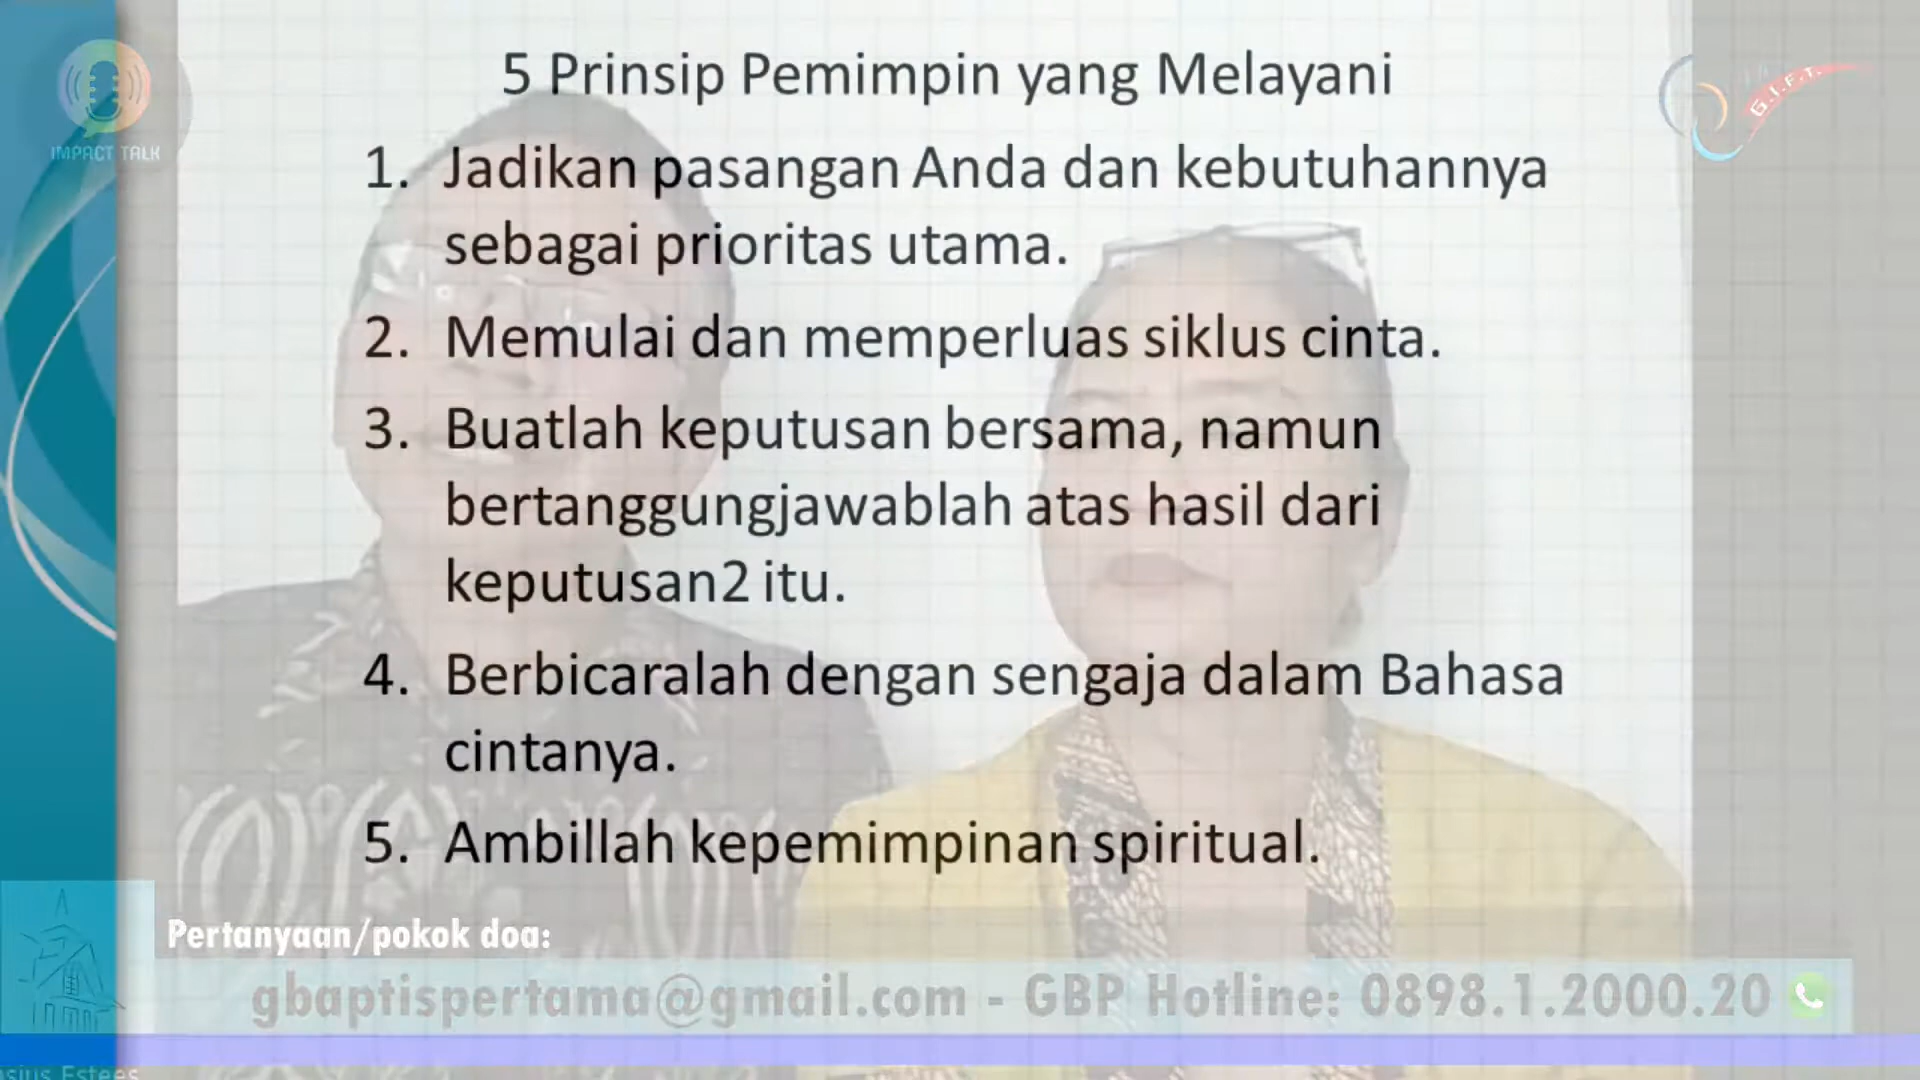 5 Prinsip Pemimpin yang Melayani
1. Jadikan pasangan Anda dan kebutuhannya
sebagai prioritas utama.
2. Memulai dan memperluas siklus cinta.
3. Buatlah keputusan bersama, namun
bertanggungjawablah atas hasil dari
keputusan2 itu.
4. Berbicaralah dengan sengaja dalam Bahasa
cintanya.
5. Ambillah kepemimpinan spiritual.
IMPACT TALK
G.I.F.T.
Pertanyaan/pokok doa:
gbaptispertama@gmail.com - GBP Hotline: 0898.1.2000.20
Estees